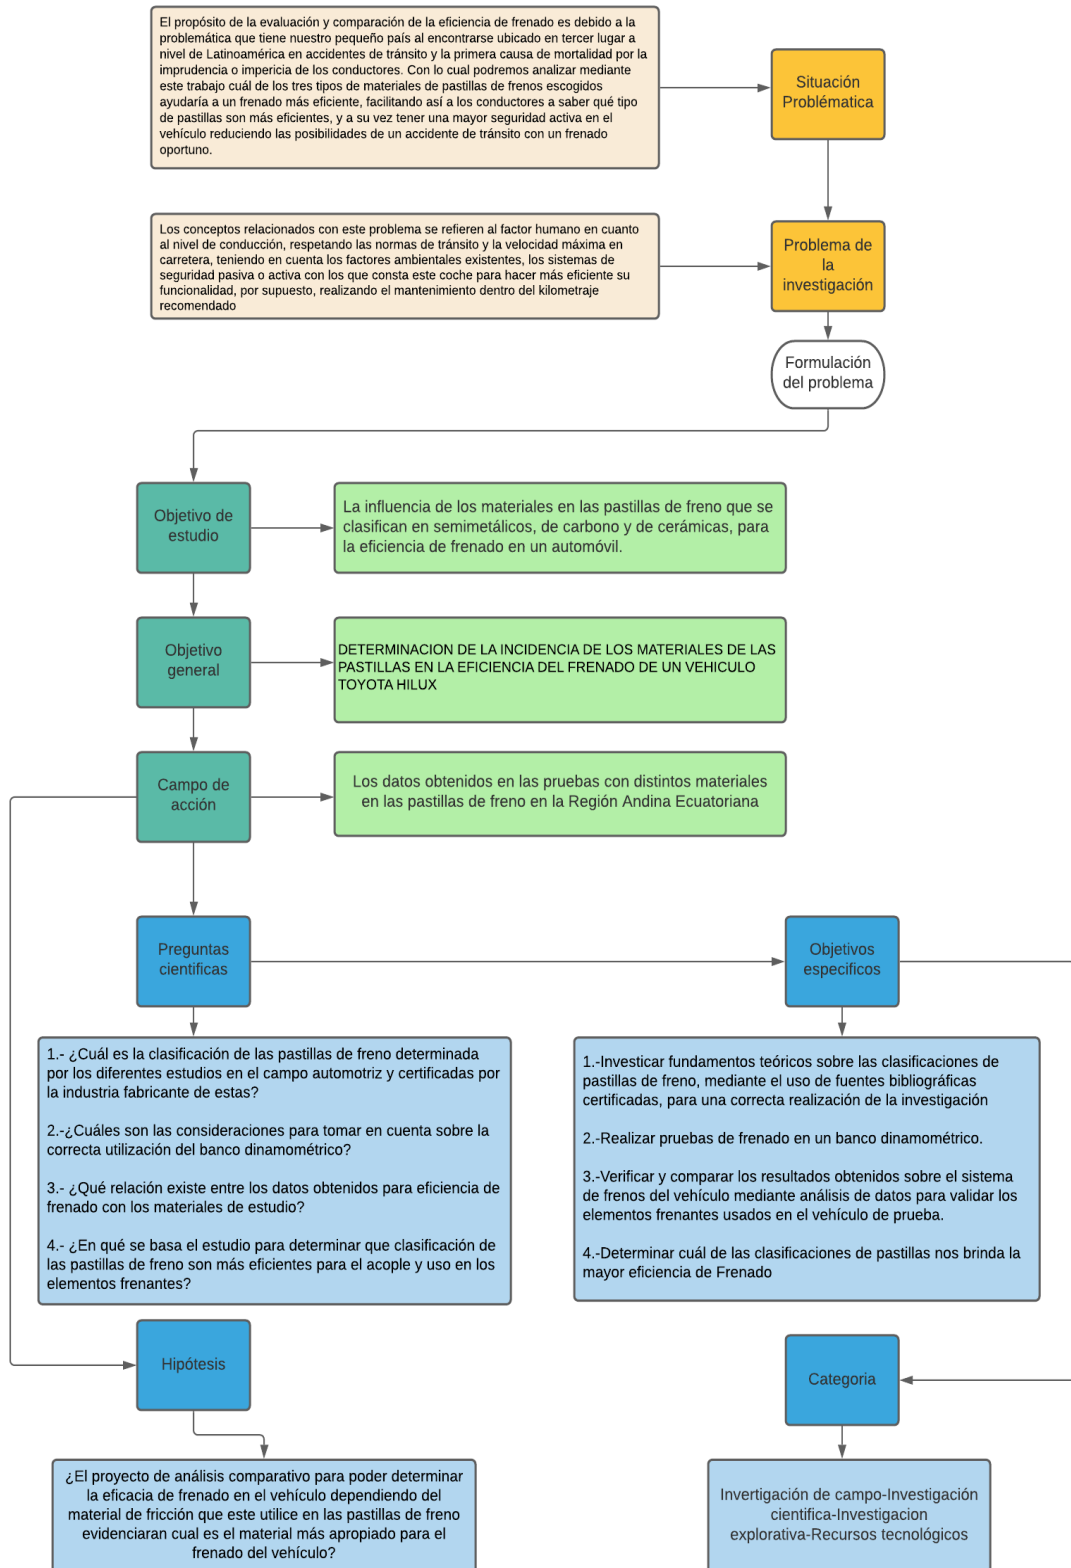 El propósito de la evaluación y comparación de la eficiencia de frenado es debido a la
problemática que tiene nuestro pequeño país al encontrarse ubicado en tercer lugar a
nivel de Latinoamérica en accidentes de tránsito y la primera causa de mortalidad por la
imprudencia o impericia de los conductores. Con lo cual podremos analizar mediante
este trabajo cuál de los tres tipos de materiales de pastillas de frenos escogidos
ayudaría a un frenado más eficiente, facilitando así a los conductores a saber qué tipo
de pastillas son más eficientes, y a su vez tener una mayor seguridad activa en el
vehículo reduciendo las posibilidades de un accidente de tránsito con un frenado
oportuno.
Situación
Problématica
Los conceptos relacionados con este problema se refieren al factor humano en cuanto
al nivel de conducción, respetando las normas de tránsito y la velocidad máxima en
carretera, teniendo en cuenta los factores ambientales existentes, los sistemas de
seguridad pasiva o activa con los que consta este coche para hacer más eficiente su
funcionalidad, por supuesto, realizando el mantenimiento dentro del kilometraje
recomendado
Problema de
la
investigación
Formulación
del problema
Objetivo de
estudio
La influencia de los materiales en las pastillas de freno que se
clasifican en semimetálicos, de carbono y de cerámicas, para
la eficiencia de frenado en un automóvil.
Objetivo
general
DETERMINACION DE LA INCIDENCIA DE LOS MATERIALES DE LAS
PASTILLAS EN LA EFICIENCIA DEL FRENADO DE UN VEHICULO
TOYOTA HILUX
Campo de
acción
Los datos obtenidos en las pruebas con distintos materiales
en las pastillas de freno en la Región Andina Ecuatoriana
Preguntas
cientificas
Objetivos
especificos
1.- ¿Cuál es la clasificación de las pastillas de freno determinada
por los diferentes estudios en el campo automotriz y certificadas por
la industria fabricante de estas?
2.-¿Cuáles son las consideraciones para tomar en cuenta sobre la
correcta utilización del banco dinamométrico?
3.- ¿Qué relación existe entre los datos obtenidos para eficiencia de
frenado con los materiales de estudio?
4.- ¿En qué se basa el estudio para determinar que clasificación de
las pastillas de freno son más eficientes para el acople y uso en los
elementos frenantes?
1.-Investicar fundamentos teóricos sobre las clasificaciones de
pastillas de freno, mediante el uso de fuentes bibliográficas
certificadas, para una correcta realización de la investigación
2.-Realizar pruebas de frenado en un banco dinamométrico.
3.-Verificar y comparar los resultados obtenidos sobre el sistema
de frenos del vehículo mediante análisis de datos para validar los
elementos frenantes usados en el vehículo de prueba.
4.-Determinar cuál de las clasificaciones de pastillas nos brinda la
mayor eficiencia de Frenado
Hipótesis
Categoria
¿El proyecto de análisis comparativo para poder determinar
la eficacia de frenado en el vehículo dependiendo del
material de fricción que este utilice en las pastillas de freno
evidenciaran cual es el material más apropiado para el
frenado del vehículo?
Invertigación de campo-Investigación
cientifica-Investigacion
explorativa-Recursos tecnológicos